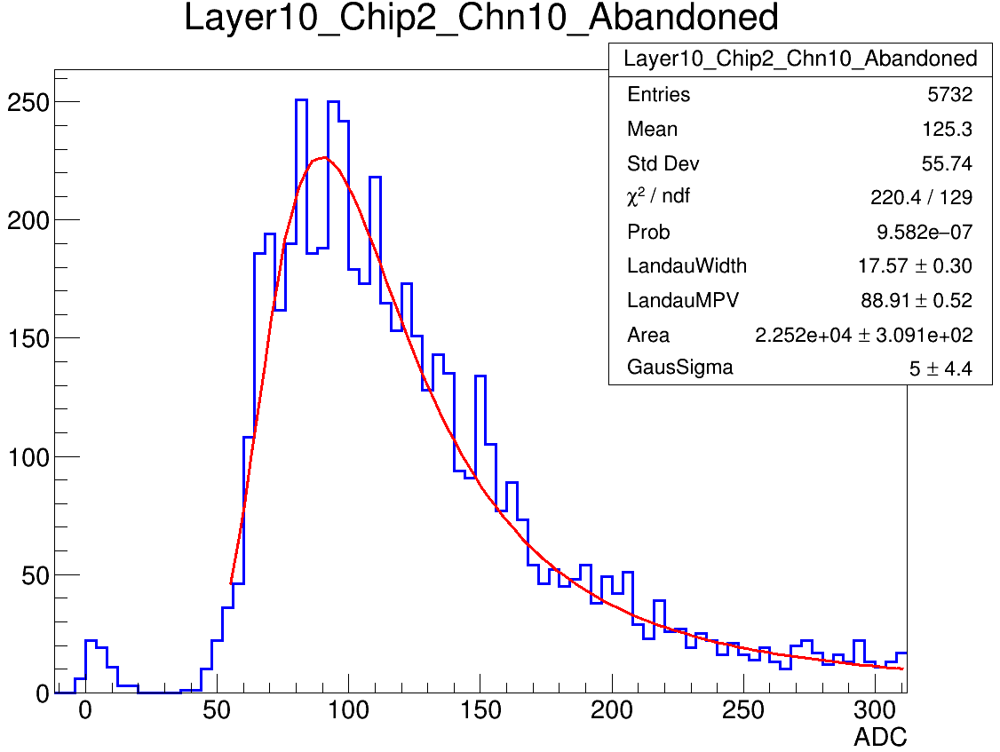 Layer10_Chip2_Chn10_Abandoned
Layer10_Chip2_Chn10_Abandoned
Entries 5732
Mean 125.3
Std Dev 55.74
χ² / ndf 220.4 / 129
Prob 9.582e−07
LandauWidth 17.57 ± 0.30
LandauMPV 88.91 ± 0.52
Area 2.252e+04 ± 3.091e+02
GausSigma 5 ± 4.4
250
200
150
100
50
0
0 50 100 150 200 250 300
ADC